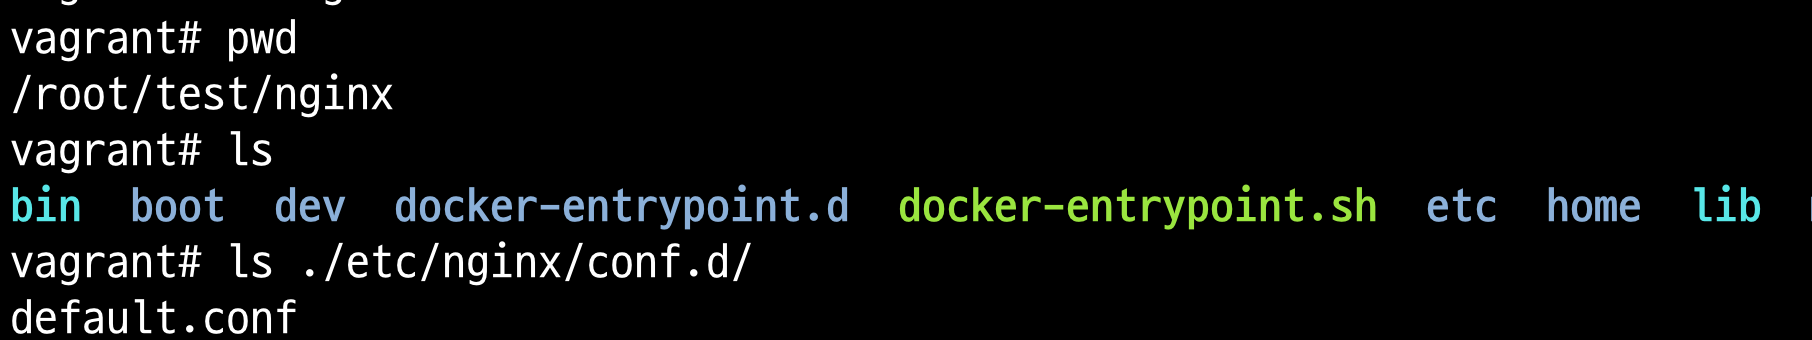 vagrant# pwd
/root/test/nginx
vagrant# ls
bin  boot  dev  docker-entrypoint.d  docker-entrypoint.sh  etc  home  lib
vagrant# ls ./etc/nginx/conf.d/
default.conf